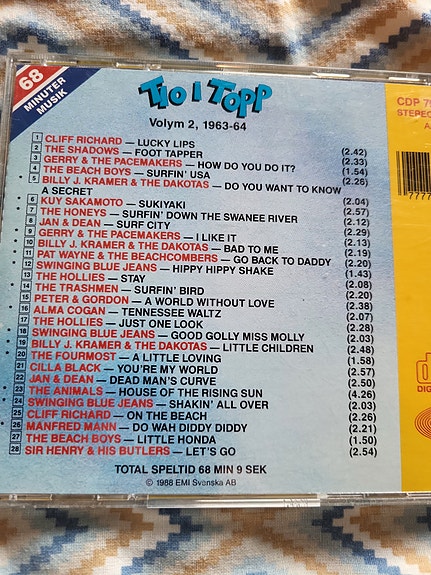 68
MINUTER
MUSIK
TIO I TOPP
Volym 2, 1963-64
CDP 79
STEREO
1 CLIFF RICHARD — LUCKY LIPS (2.42)
2 THE SHADOWS — FOOT TAPPER (2.33)
3 GERRY & THE PACEMAKERS — HOW DO YOU DO IT? (1.54)
4 THE BEACH BOYS — SURFIN' USA (2.26)
5 BILLY J. KRAMER & THE DAKOTAS — DO YOU WANT TO KNOW
A SECRET (2.04)
6 KUY SAKAMOTO — SUKIYAKI (2.57)
7 THE HONEYS — SURFIN' DOWN THE SWANEE RIVER (2.12)
8 JAN & DEAN — SURF CITY (2.29)
9 GERRY & THE PACEMAKERS — I LIKE IT (2.13)
10 BILLY J. KRAMER & THE DAKOTAS — BAD TO ME (2.19)
11 PAT WAYNE & THE BEACHCOMBERS — GO BACK TO DADDY (2.20)
12 SWINGING BLUE JEANS — HIPPY HIPPY SHAKE (1.43)
13 THE HOLLIES — STAY (2.08)
14 THE TRASHMEN — SURFIN' BIRD (2.20)
15 PETER & GORDON — A WORLD WITHOUT LOVE (2.38)
16 ALMA COGAN — TENNESSEE WALTZ (2.07)
17 THE HOLLIES — JUST ONE LOOK (2.28)
18 SWINGING BLUE JEANS — GOOD GOLLY MISS MOLLY (2.03)
19 BILLY J. KRAMER & THE DAKOTAS — LITTLE CHILDREN (2.48)
20 THE FOURMOST — A LITTLE LOVING (1.58)
21 CILLA BLACK — YOU'RE MY WORLD (2.57)
22 JAN & DEAN — DEAD MAN'S CURVE (2.50)
23 THE ANIMALS — HOUSE OF THE RISING SUN (4.26)
24 SWINGING BLUE JEANS — SHAKIN' ALL OVER (2.03)
25 CLIFF RICHARD — ON THE BEACH (2.26)
26 MANFRED MANN — DO WAH DIDDY DIDDY (2.21)
27 THE BEACH BOYS — LITTLE HONDA (1.50)
28 SIR HENRY & HIS BUTLERS — LET'S GO (2.54)
TOTAL SPELTID 68 MIN 9 SEK
© 1988 EMI Svenska AB